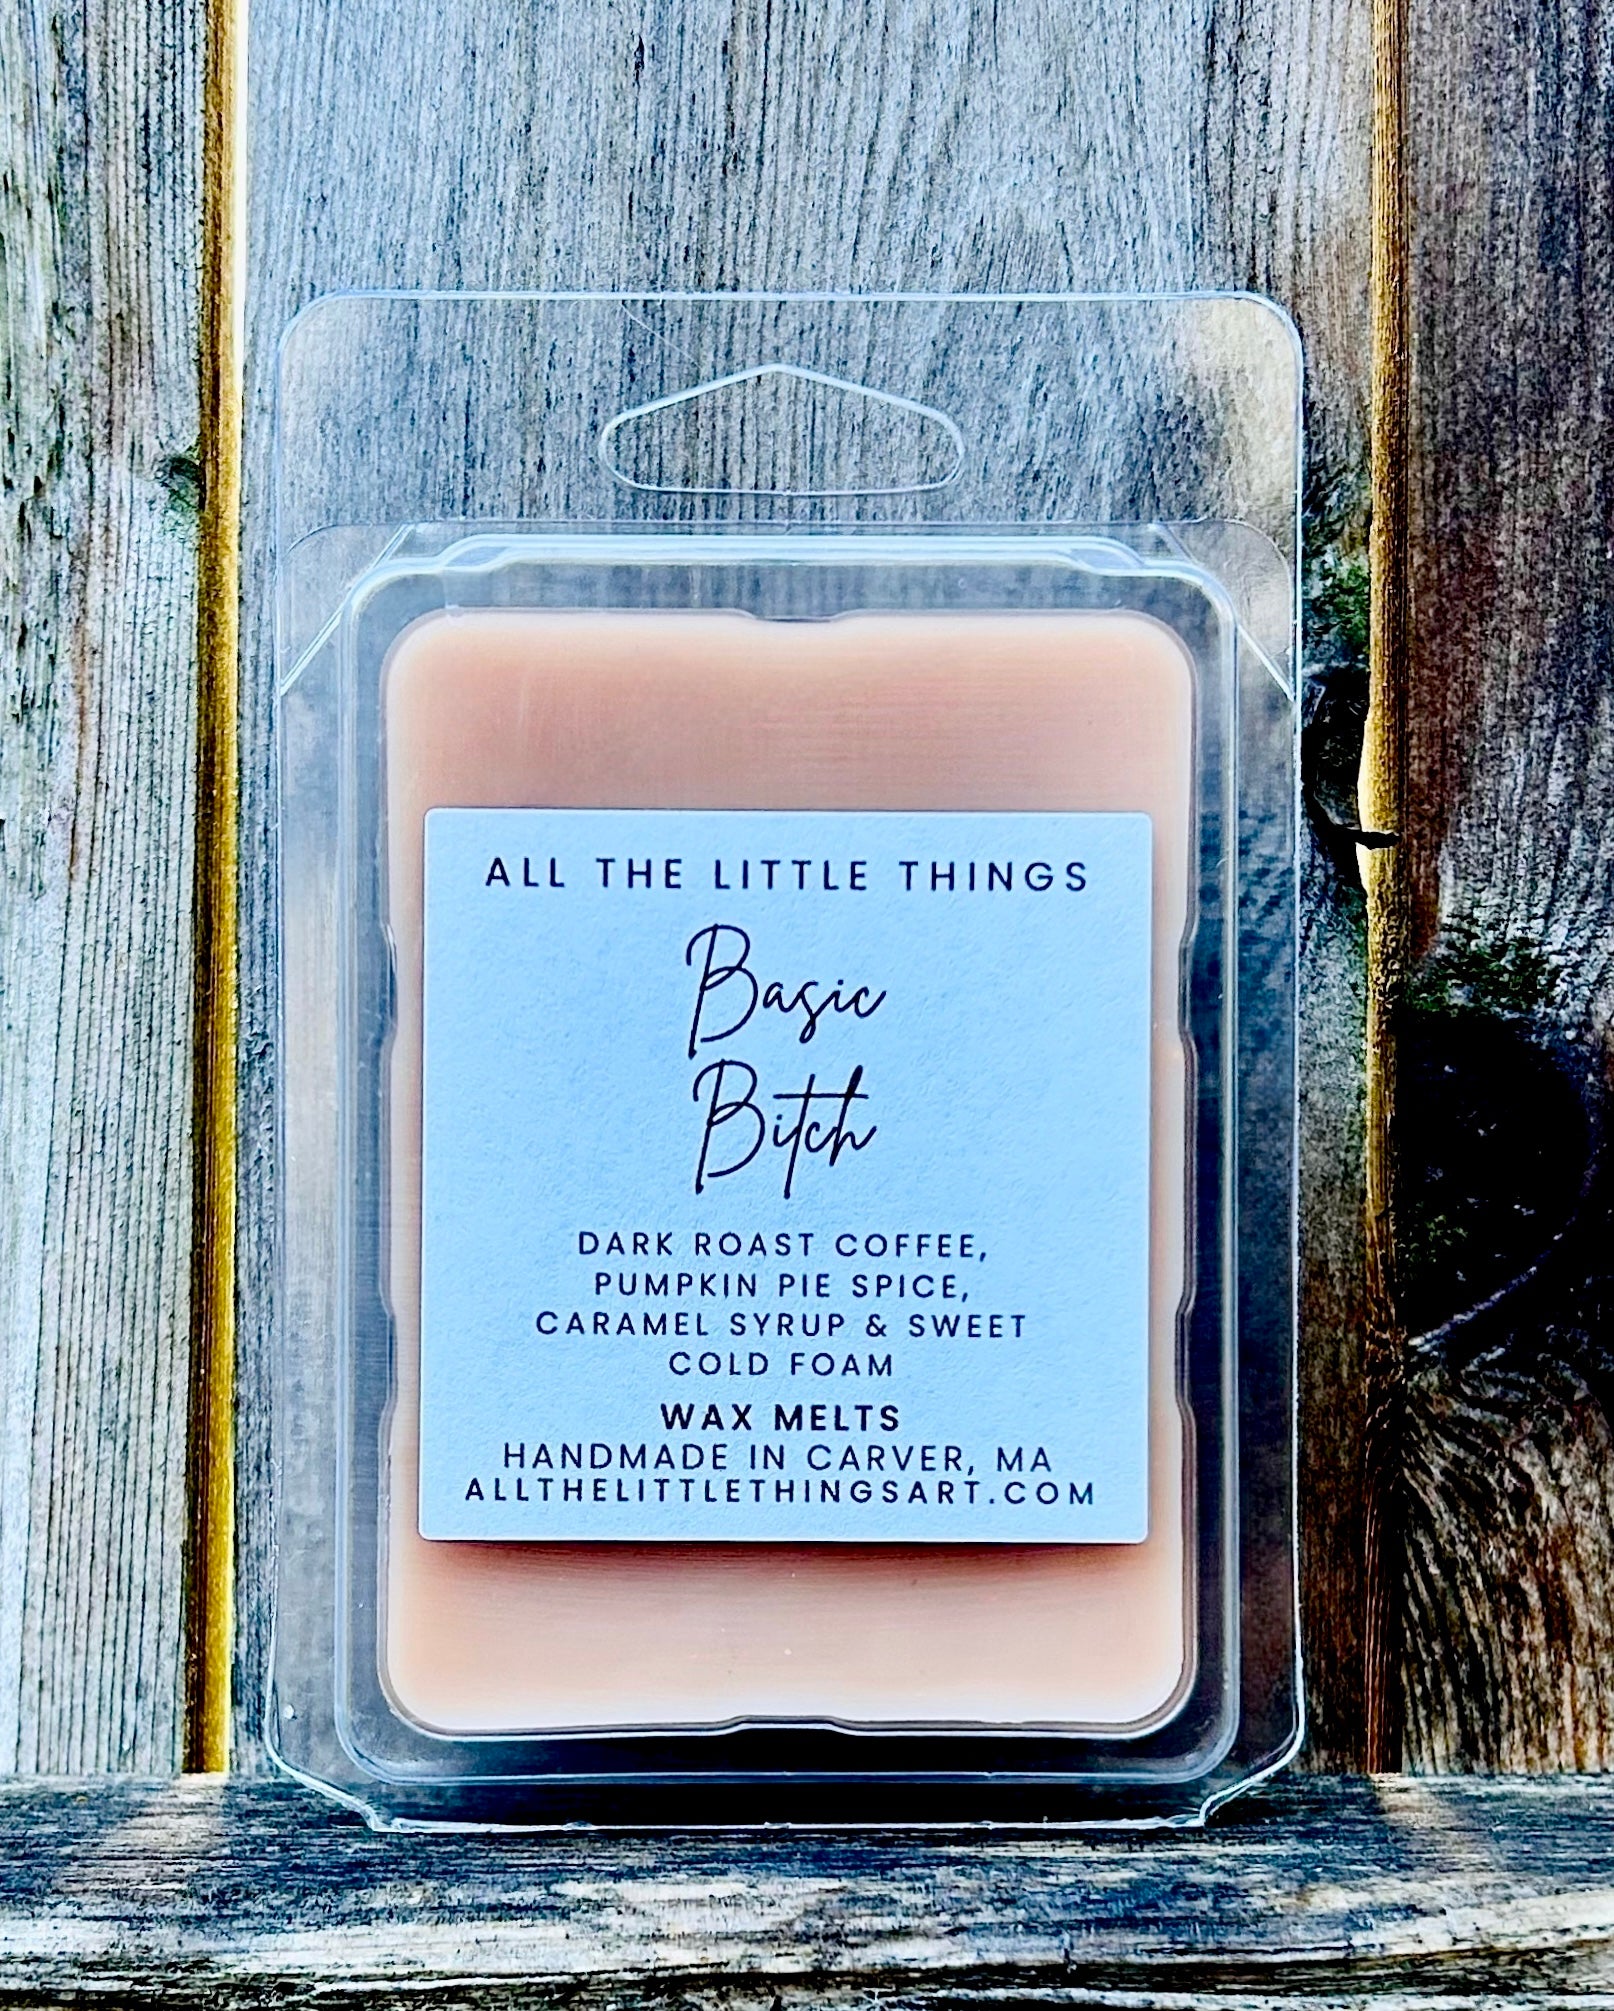 ALL THE LITTLE THINGS
Basic
Bitch
DARK ROAST COFFEE,
PUMPKIN PIE SPICE,
CARAMEL SYRUP & SWEET
COLD FOAM
WAX MELTS
HANDMADE IN CARVER, MA
ALLTHELITTLETHINGSART.COM